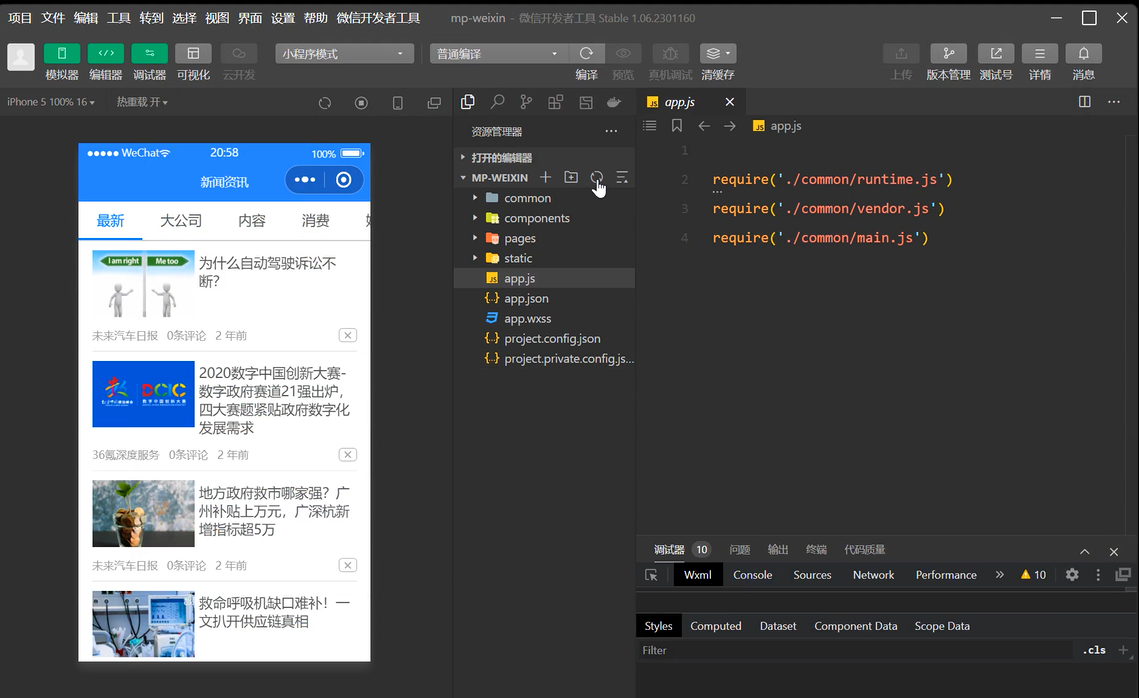 项目 文件 编辑 工具 转到 选择 视图 界面 设置 帮助 微信开发者工具 mp-weixin - 微信开发者工具 Stable 1.06.2301160
小程序模式 普通编译
模拟器 编辑器 调试器 可视化 云开发 编译 预览 真机调试 清缓存 上传 版本管理 测试号 详情 消息
iPhone 5 100% 16 热重载 开
WeChat 20:58 100%
新闻资讯
最新 大公司 内容 消费
I am right Me too
为什么自动驾驶诉讼不
断?
未来汽车日报 0条评论 2 年前
DCIC
数字中国创新大赛
2020数字中国创新大赛-
数字政府赛道21强出炉,
四大赛题紧贴政府数字化
发展需求
36氪深度服务 0条评论 2 年前
地方政府救市哪家强?广
州补贴上万元,广深杭新
增指标超5万
未来汽车日报 0条评论 2 年前
救命呼吸机缺口难补!一
文扒开供应链真相
资源管理器 ...
打开的编辑器
MP-WEIXIN
common
components
pages
static
JS app.js
{..} app.json
app.wxss
{..} project.config.json
{..} project.private.config.js...
JS app.js
JS app.js
1
2 require('./common/runtime.js')
3 require('./common/vendor.js')
4 require('./common/main.js')
调试器 10 问题 输出 终端 代码质量
Wxml Console Sources Network Performance » 10
Styles Computed Dataset Component Data Scope Data
Filter .cls